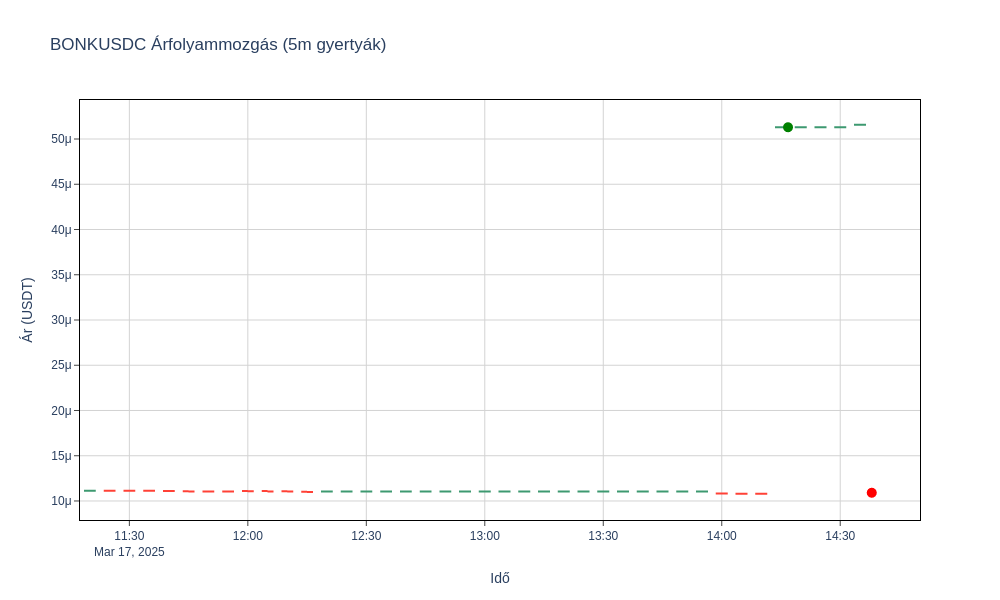 BONKUSDC Árfolyammozgás (5m gyertyák)
50μ
45μ
40μ
35μ
30μ
25μ
20μ
15μ
10μ
Ár (USDT)
11:30
12:00
12:30
13:00
13:30
14:00
14:30
Mar 17, 2025
Idő